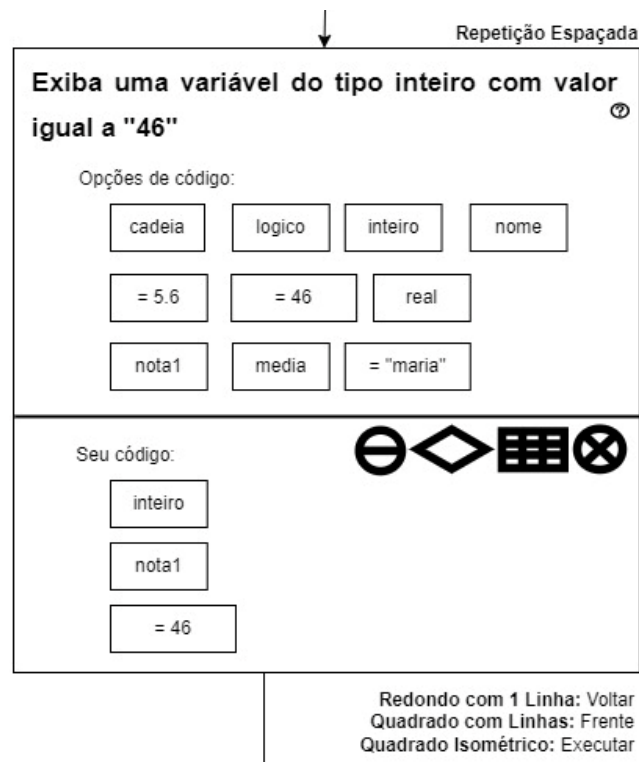 Repetição Espaçada
Exiba uma variável do tipo inteiro com valor
igual a "46"
?
Opções de código:
cadeia logico inteiro nome
= 5.6 = 46 real
nota1 media = "maria"
Seu código:
inteiro
nota1
= 46
Redondo com 1 Linha: Voltar
Quadrado com Linhas: Frente
Quadrado Isométrico: Executar